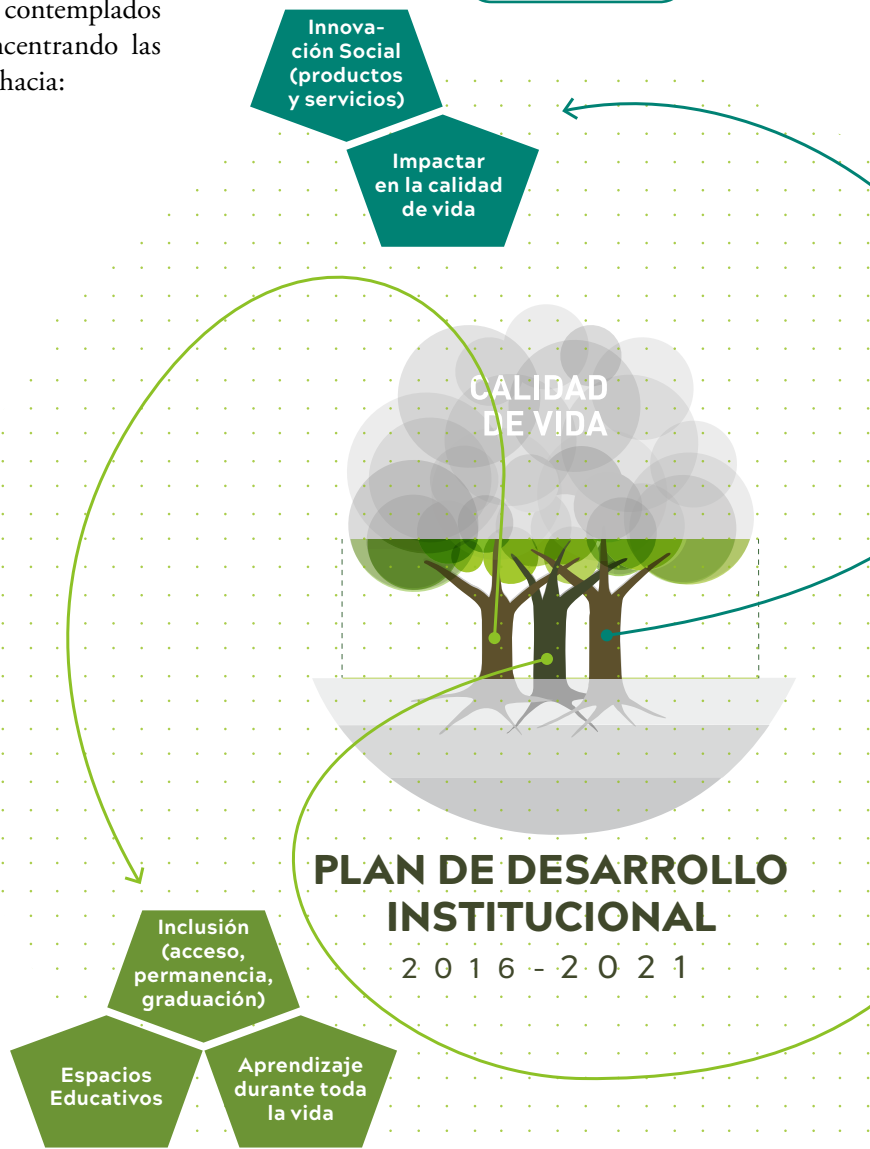 contemplados
ncentrando las
hacia:
Innova-
ción Social
(productos
y servicios)
Impactar
en la calidad
de vida
CALIDAD
DE VIDA
PLAN DE DESARROLLO
INSTITUCIONAL
2016-2021
Inclusión
(acceso,
permanencia,
graduación)
Espacios
Educativos
Aprendizaje
durante toda
la vida